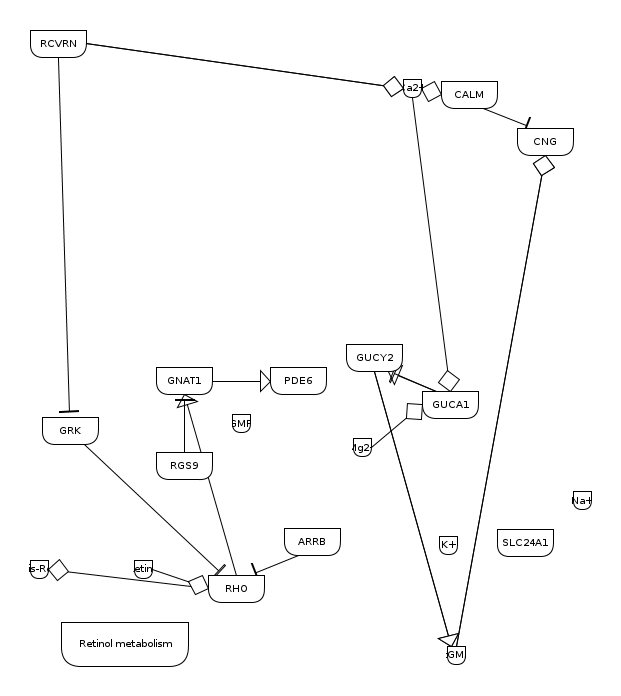 RCVRN
a2+
CALM
CNG
GUCY2
GNAT1
PDE6
GUCA1
GMP
GRK
Mg2
RGS9
Na+
ARRB
K+
SLC24A1
is-R
etin
RHO
Retinol metabolism
GM